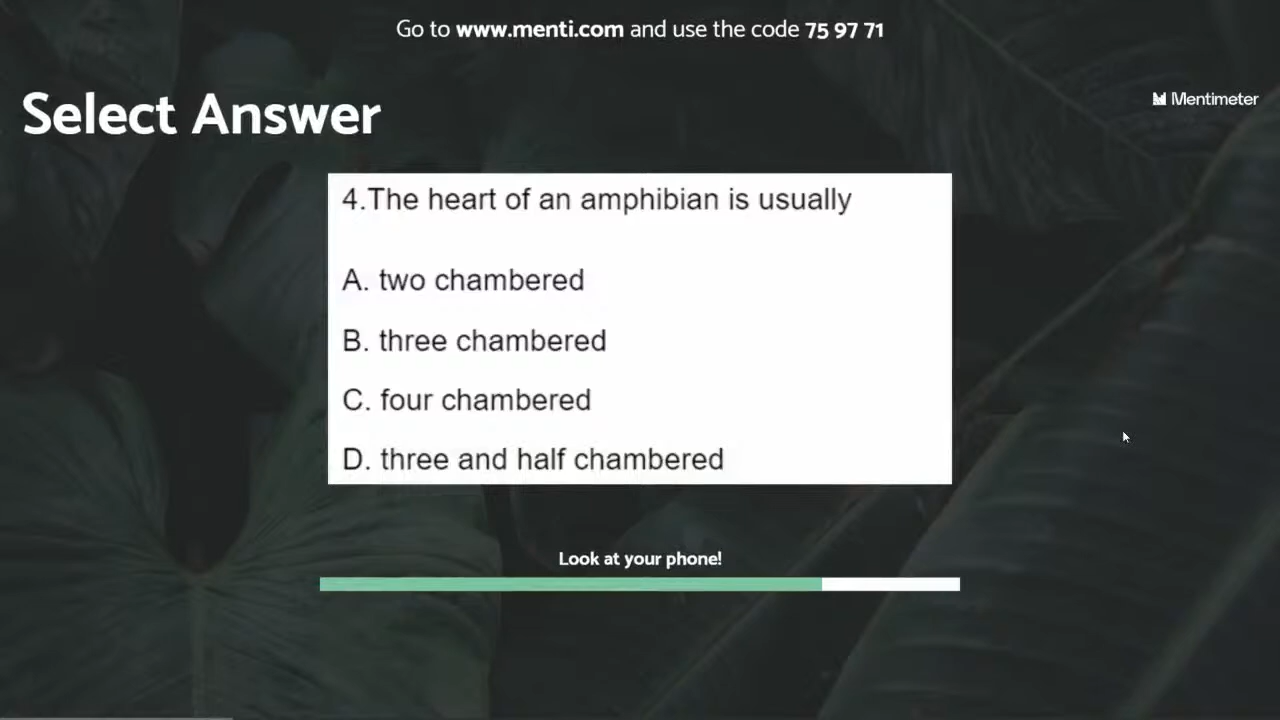 Go to www.menti.com and use the code 75 97 71
Select Answer
Mentimeter
4.The heart of an amphibian is usually
A. two chambered
B. three chambered
C. four chambered
D. three and half chambered
Look at your phone!